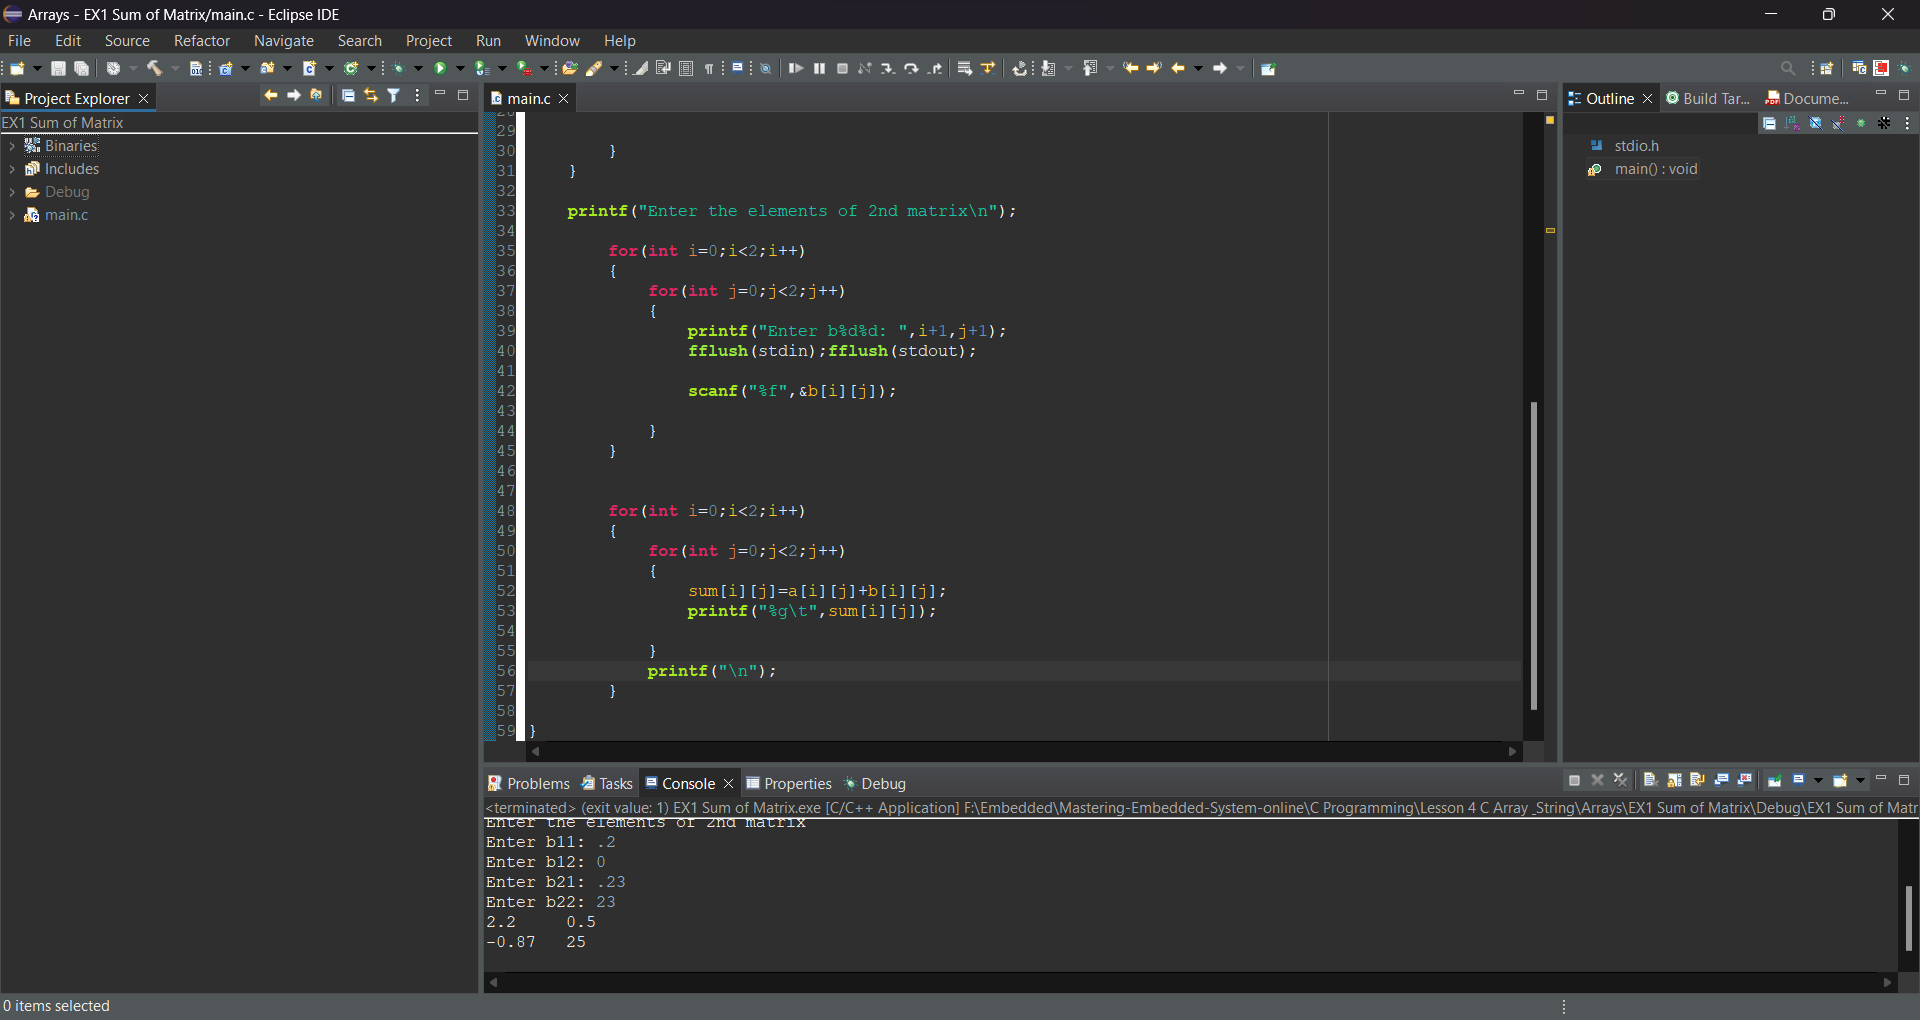 Arrays - EX1 Sum of Matrix/main.c - Eclipse IDE
File Edit Source Refactor Navigate Search Project Run Window Help
Project Explorer
EX1 Sum of Matrix
Binaries
Includes
Debug
main.c
main.c
29
30 }
31 }
32
33 printf("Enter the elements of 2nd matrix\n");
34
35 for(int i=0;i<2;i++)
36 {
37 for(int j=0;j<2;j++)
38 {
39 printf("Enter b%d%d: ",i+1,j+1);
40 fflush(stdin);fflush(stdout);
41
42 scanf("%f",&b[i][j]);
43
44 }
45 }
46
47
48 for(int i=0;i<2;i++)
49 {
50 for(int j=0;j<2;j++)
51 {
52 sum[i][j]=a[i][j]+b[i][j];
53 printf("%g\t",sum[i][j]);
54
55 }
56 printf("\n");
57 }
58
59 }
Outline Build Tar... Docume...
stdio.h
main() : void
Problems Tasks Console Properties Debug
<terminated> (exit value: 1) EX1 Sum of Matrix.exe [C/C++ Application] F:\Embedded\Mastering-Embedded-System-online\C Programming\Lesson 4 C Array _String\Arrays\EX1 Sum of Matrix\Debug\EX1 Sum of Matr
Enter the elements of 2nd matrix
Enter b11: .2
Enter b12: 0
Enter b21: .23
Enter b22: 23
2.2 0.5
-0.87 25
0 items selected